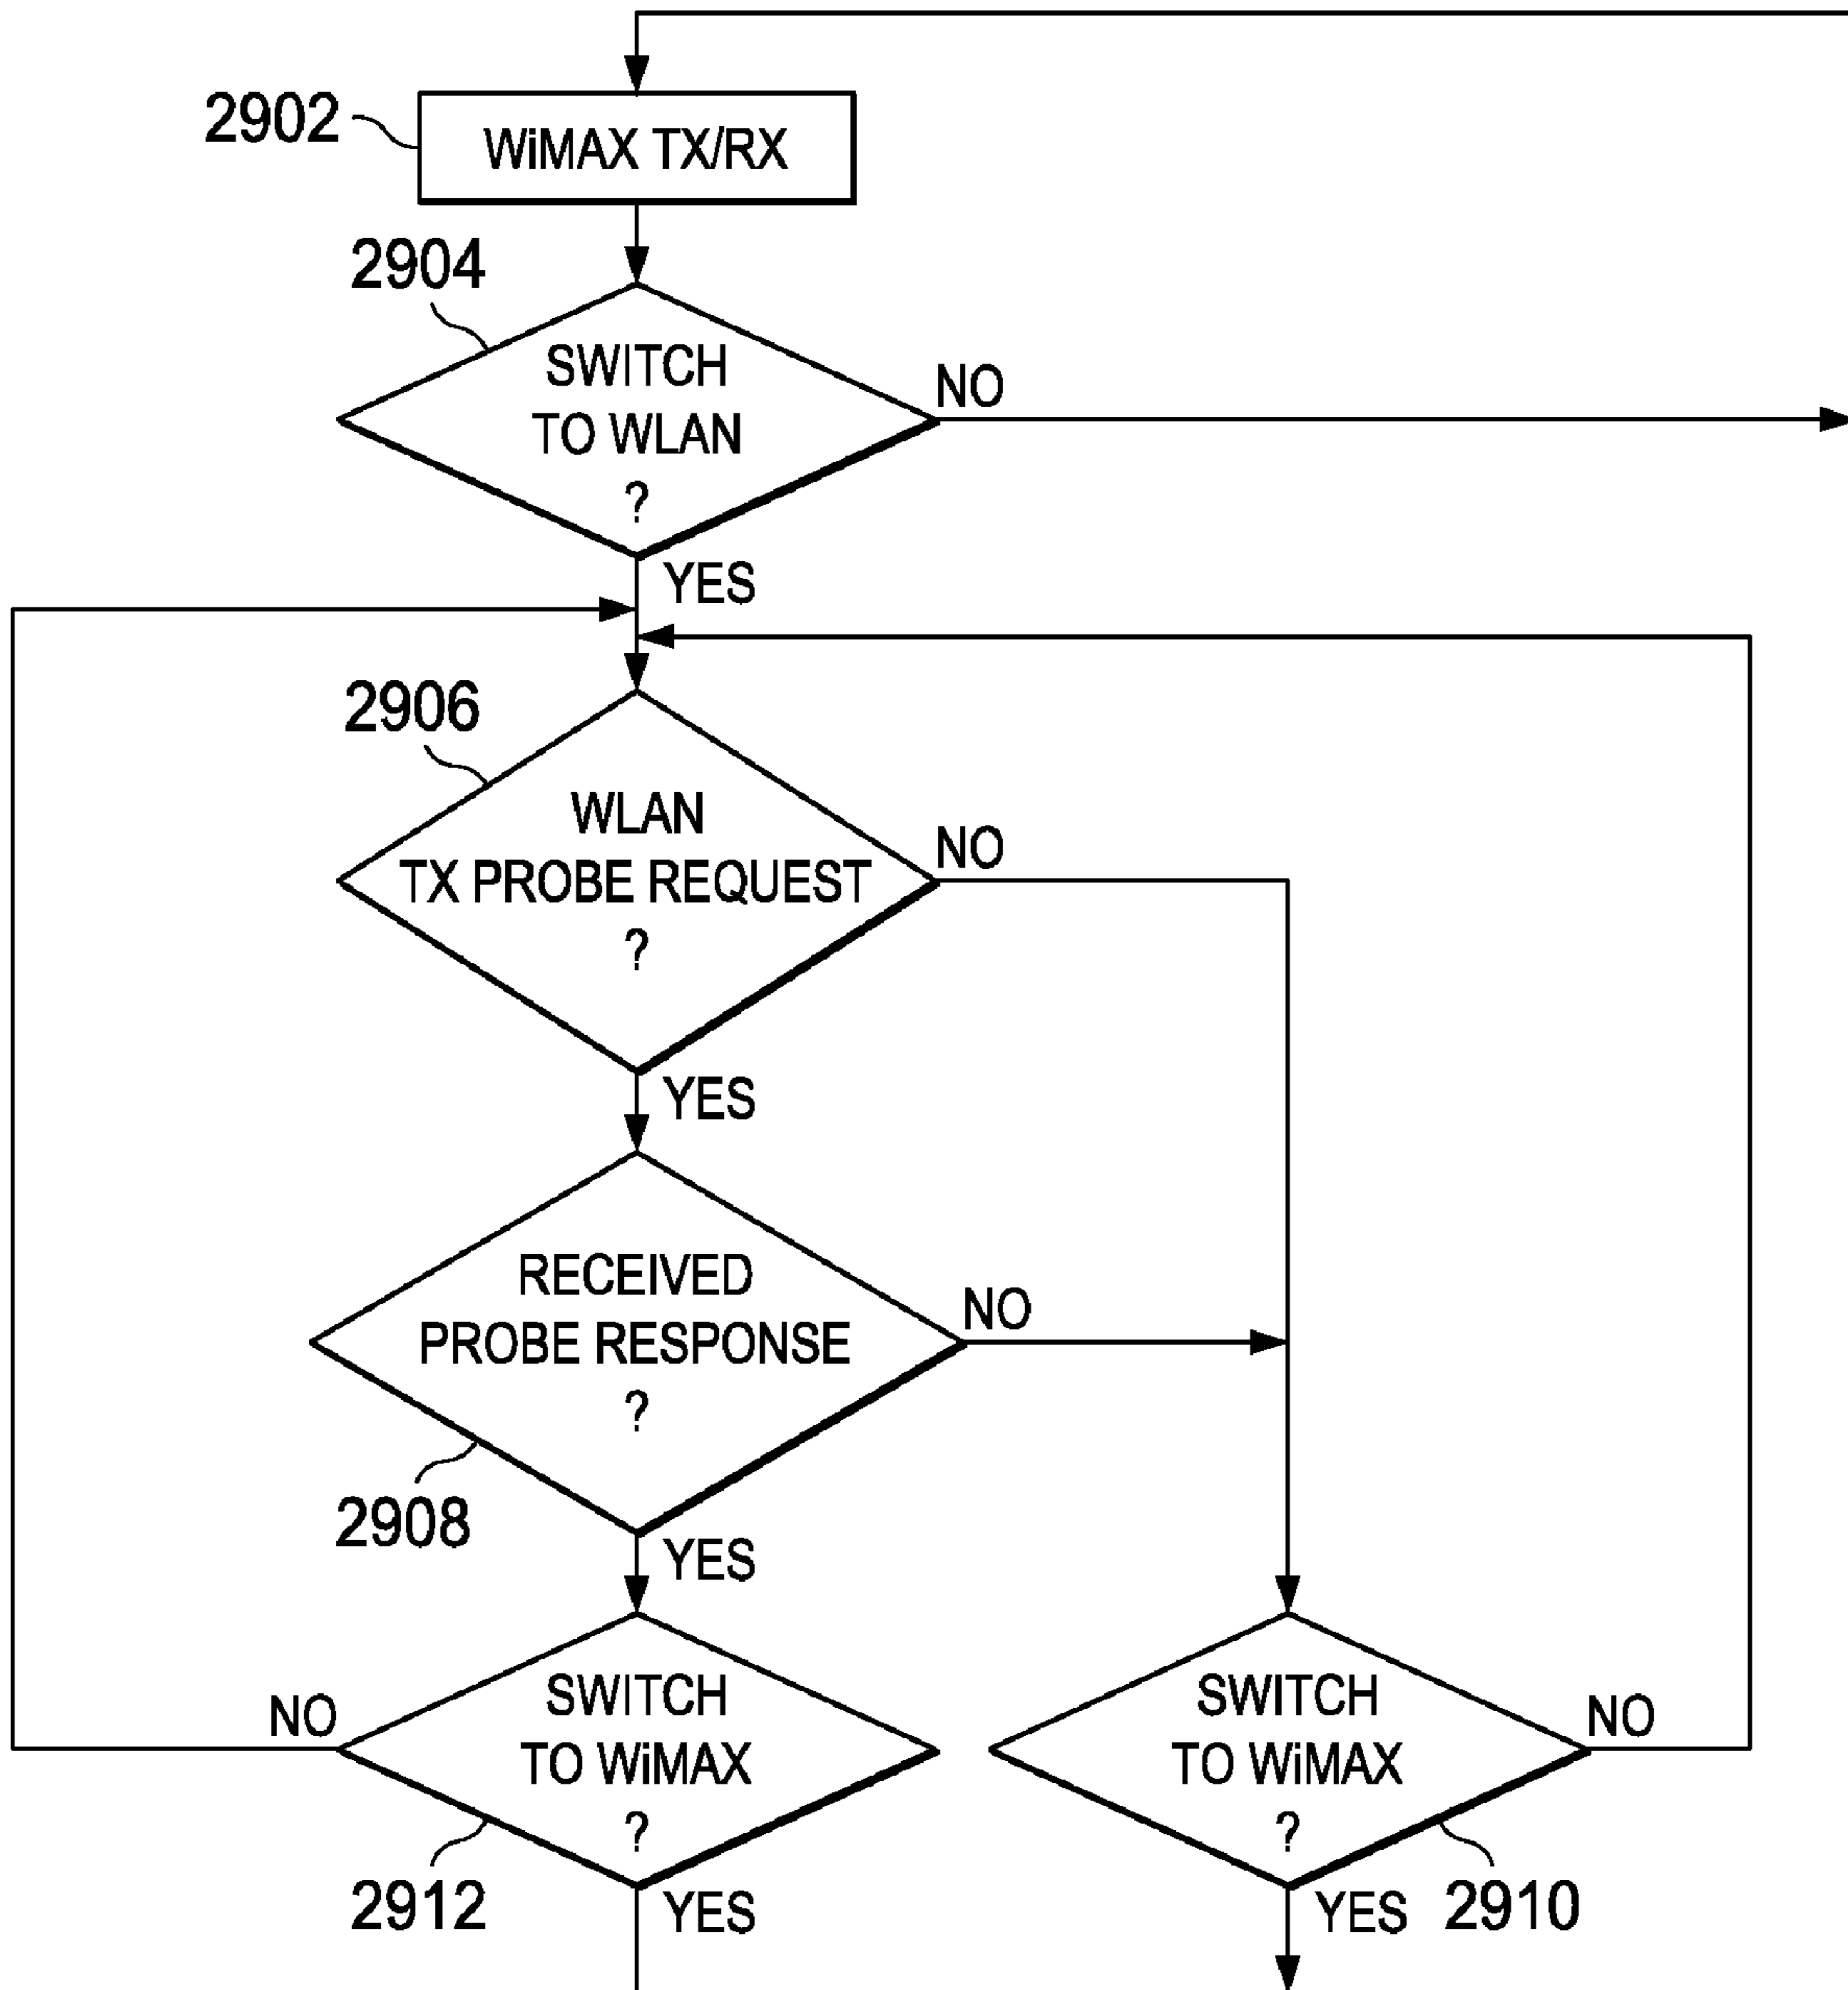 2902
WiMAX TX/RX
2904
SWITCH
TO WLAN
?
NO
YES
2906
WLAN
TX PROBE REQUEST
?
NO
YES
RECEIVED
PROBE RESPONSE
?
NO
2908
YES
SWITCH
TO WiMAX
?
NO
2912
YES
SWITCH
TO WiMAX
?
NO
YES
2910